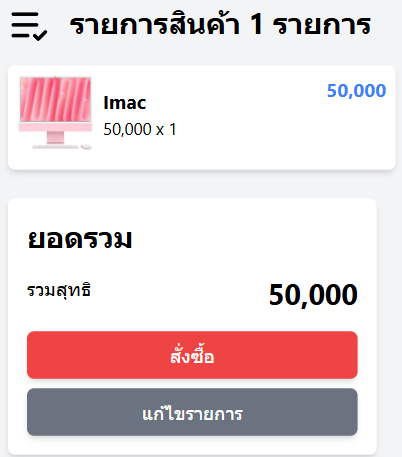 รายการสินค้า 1 รายการ
Imac
50,000
50,000 x 1
ยอดรวม
รวมสุทธิ
50,000
สั่งซื้อ
แก้ไขรายการ